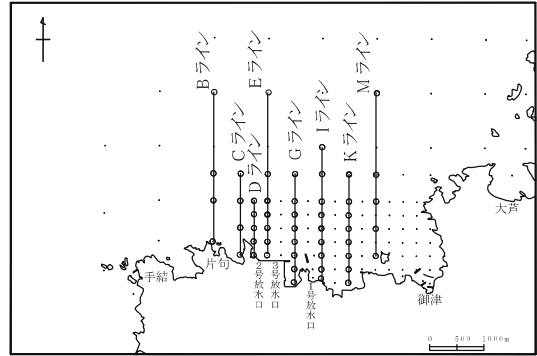 Bライン
Cライン
Dライン
Eライン
Gライン
Iライン
Kライン
Mライン
大芦
手結
片句
2号放水口
3号放水口
1号放水口
御津
0 500 1000m